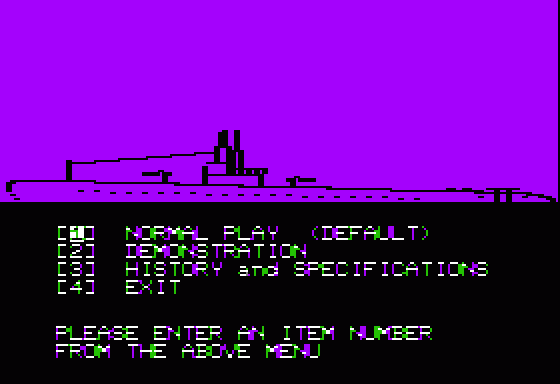 [1] NORMAL PLAY (DEFAULT)
[2] DEMONSTRATION
[3] HISTORY and SPECIFICATIONS
[4] EXIT
PLEASE ENTER AN ITEM NUMBER
FROM THE ABOVE MENU